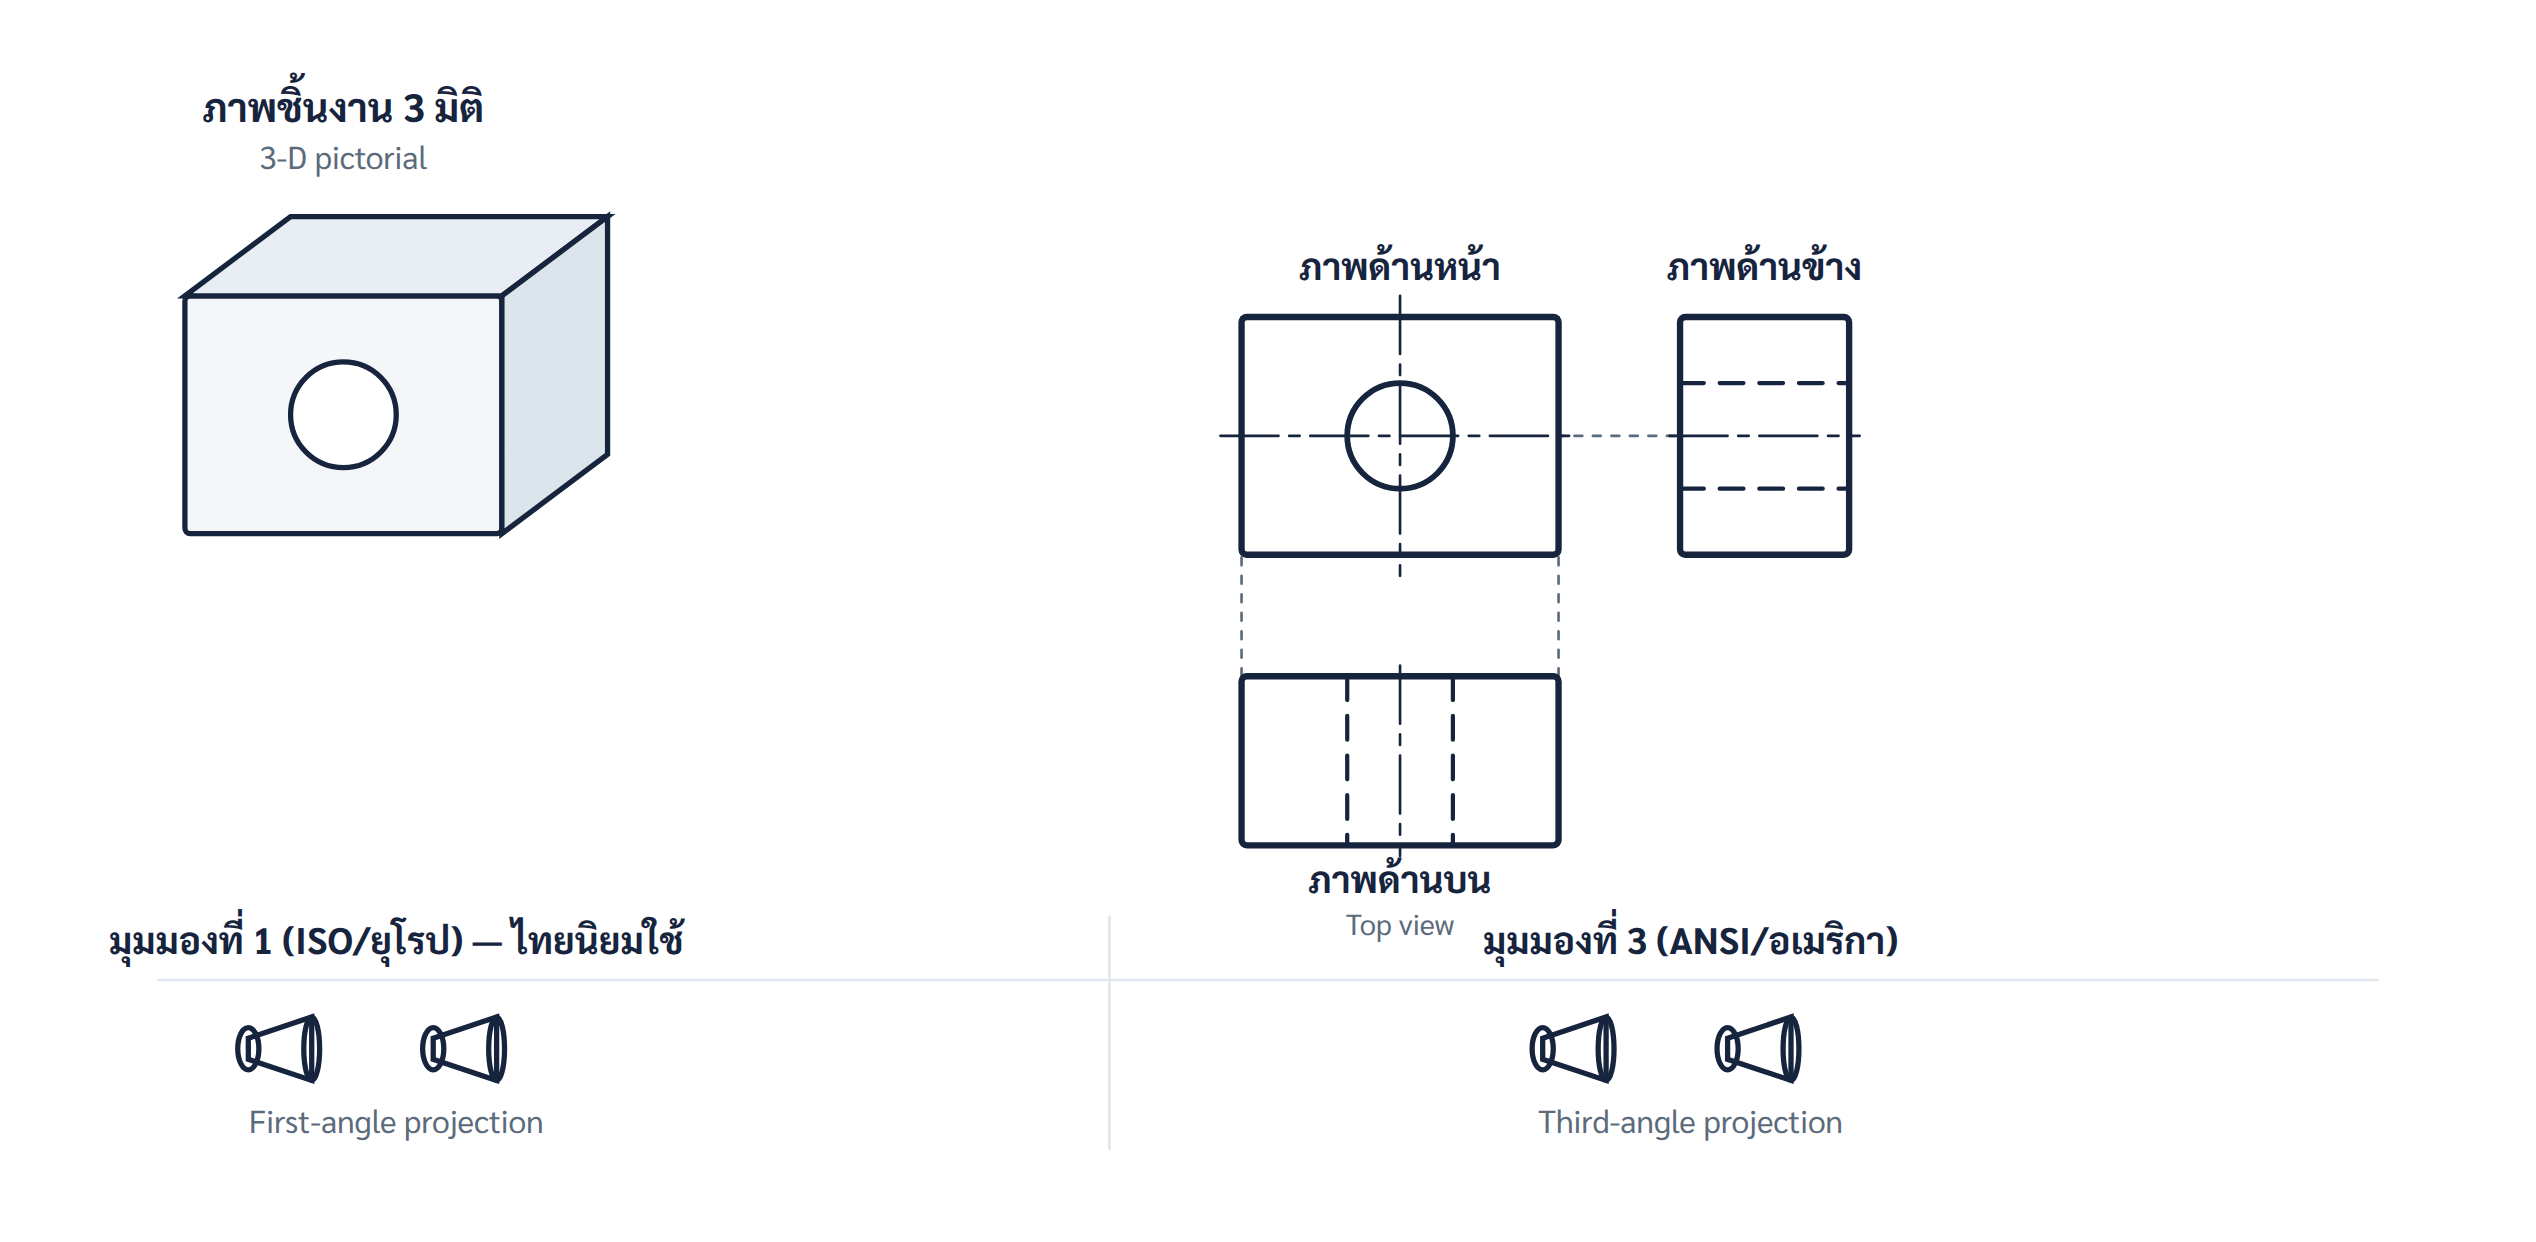 ภาพชิ้นงาน 3 มิติ
3-D pictorial
ภาพด้านหน้า
ภาพด้านข้าง
ภาพด้านบน
Top view
มุมมองที่ 1 (ISO/ยุโรป) — ไทยนิยมใช้
มุมมองที่ 3 (ANSI/อเมริกา)
First-angle projection
Third-angle projection